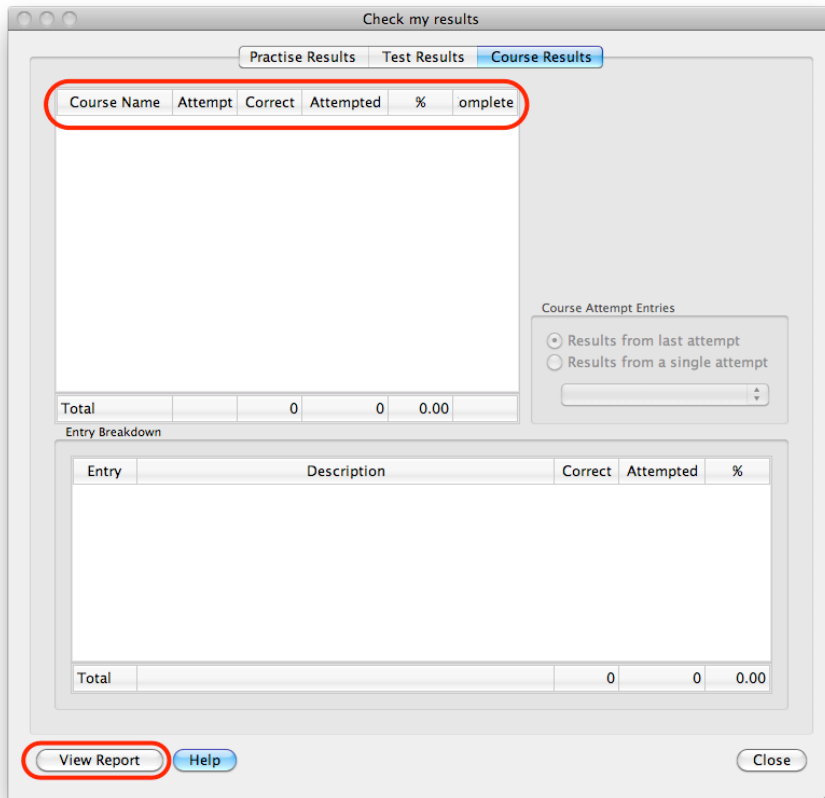 Check my results
Practise Results Test Results Course Results
Course Name Attempt Correct Attempted % omplete
Course Attempt Entries
Results from last attempt
Results from a single attempt
Total 0 0 0.00
Entry Breakdown
Entry Description Correct Attempted %
Total 0 0 0.00
View Report Help Close